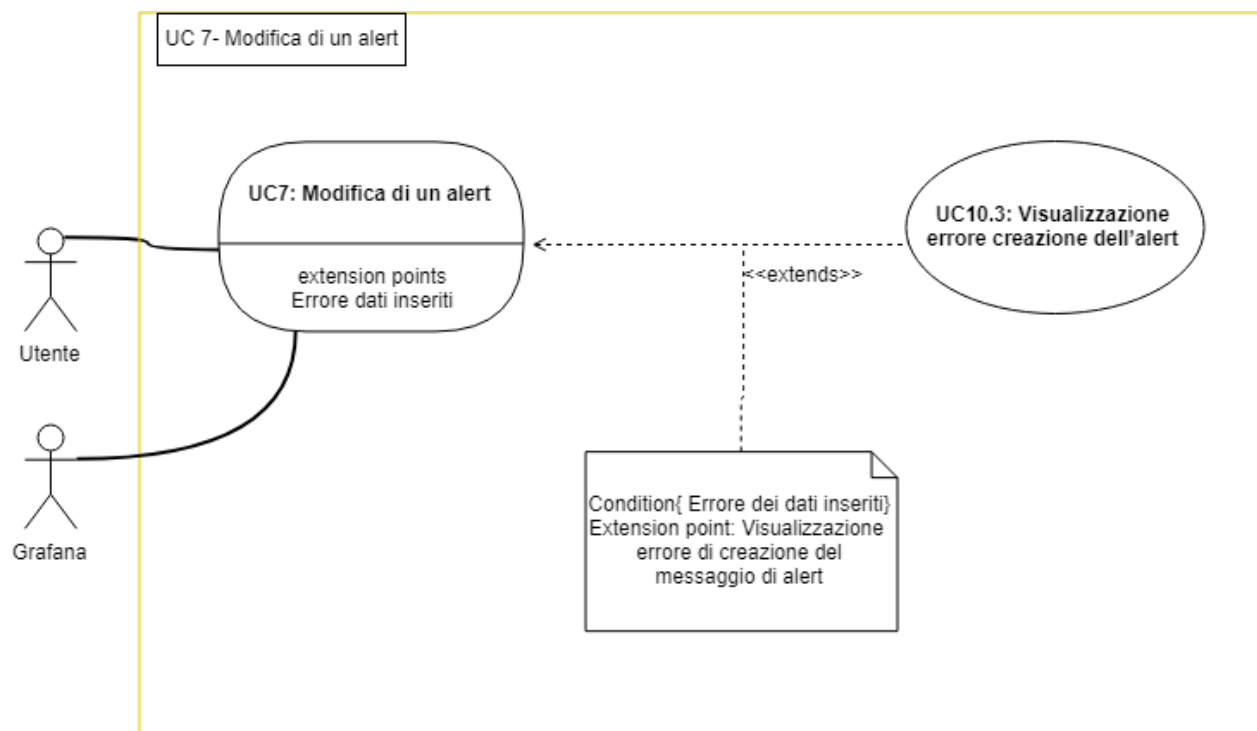 UC 7- Modifica di un alert
UC7: Modifica di un alert
extension points
Errore dati inseriti
UC10.3: Visualizzazione
errore creazione dell'alert
<<extends>>
Utente
Grafana
Condition{ Errore dei dati inseriti}
Extension point: Visualizzazione
errore di creazione del
messaggio di alert